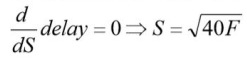 d/dS delay = 0 ⇒ S = √40F